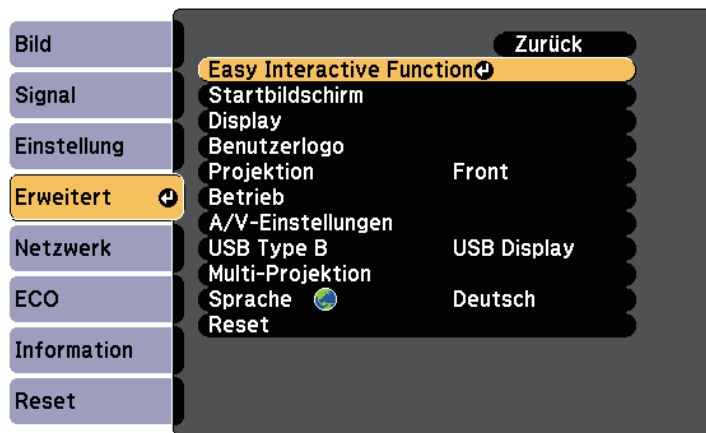 Bild
Signal
Einstellung
Erweitert
Netzwerk
ECO
Information
Reset
Zurück
Easy Interactive Function
Startbildschirm
Display
Benutzerlogo
Projektion Front
Betrieb
A/V-Einstellungen
USB Type B USB Display
Multi-Projektion
Sprache Deutsch
Reset